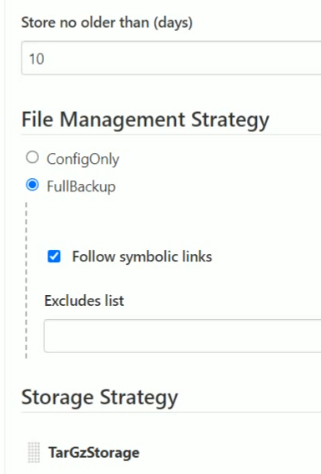 Store no older than (days)
10
File Management Strategy
ConfigOnly
FullBackup
Follow symbolic links
Excludes list
Storage Strategy
TarGzStorage